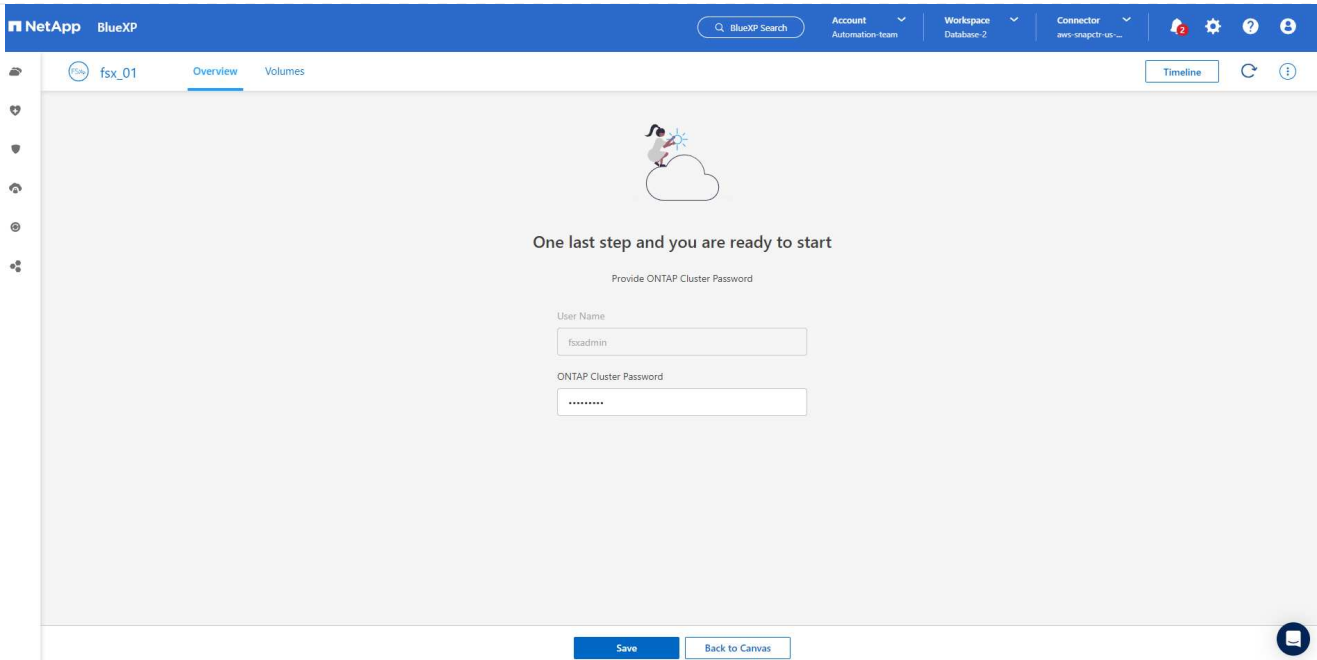 NetApp BlueXP
BlueXP Search
Account
Automation-team
Workspace
Database-2
Connector
aws-snapctr-us-...
2
FSx
fsx_01
Overview
Volumes
Timeline
One last step and you are ready to start
Provide ONTAP Cluster Password
User Name
fsxadmin
ONTAP Cluster Password
•••••••••
Save
Back to Canvas